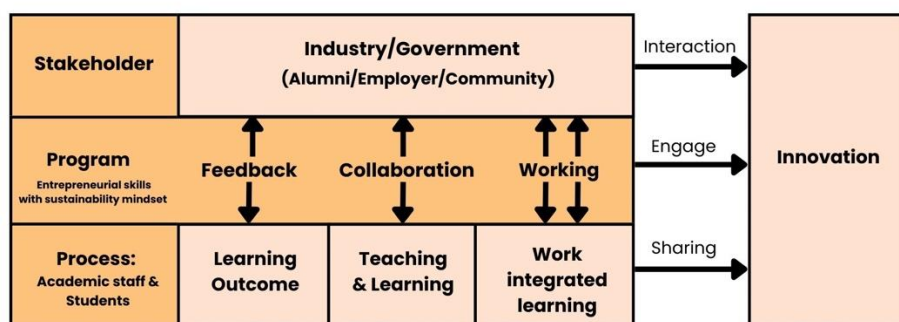 Stakeholder
Industry/Government
(Alumni/Employer/Community)
Interaction
Program
Entrepreneurial skills
with sustainability mindset
Feedback
Collaboration
Working
Engage
Innovation
Process:
Academic staff &
Students
Learning
Outcome
Teaching
& Learning
Work
integrated
learning
Sharing